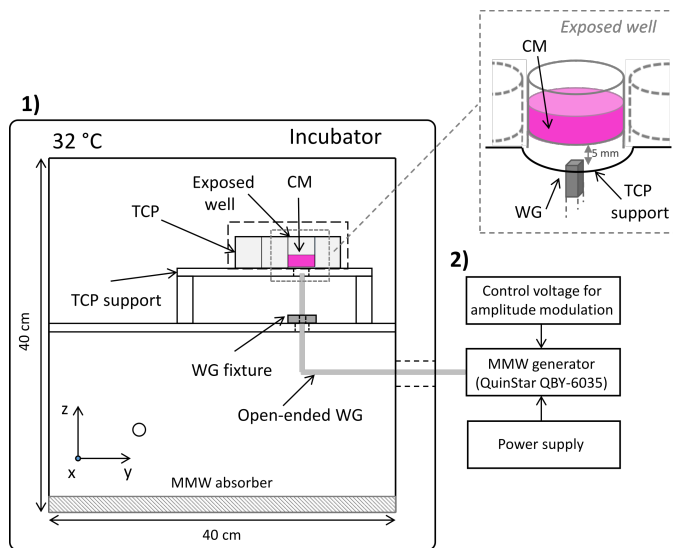 Exposed well
CM
5 mm
WG
TCP
support
1)
32 °C
Incubator
Exposed
well
CM
TCP
TCP support
WG fixture
Open-ended WG
40 cm
z
x
y
MMW absorber
40 cm
2)
Control voltage for
amplitude modulation
MMW generator
(QuinStar QBY-6035)
Power supply